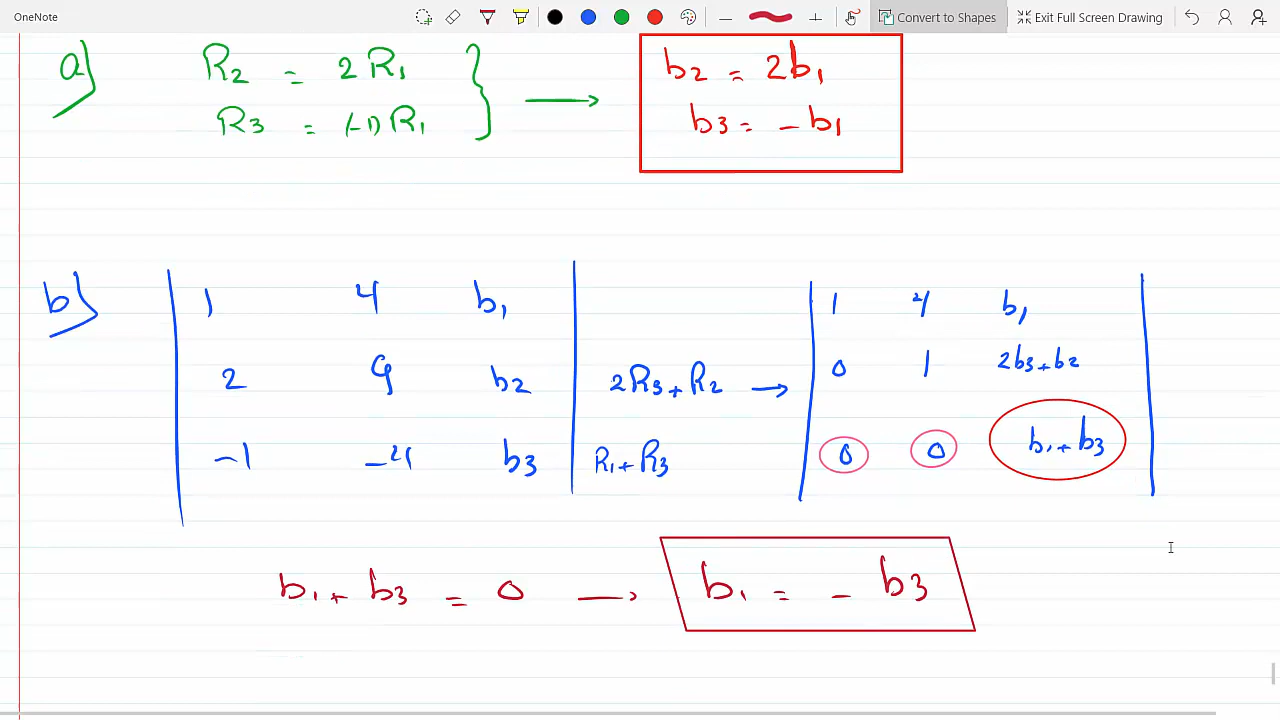 OneNote
Convert to Shapes
Exit Full Screen Drawing
a) R2 = 2R1
R3 = (-1)R1
b2 = 2b1
b3 = -b1
b)
1 4 b1
2 9 b2 2R3+R2 →
-1 -4 b3 R1+R3
1 4 b1
0 1 2b3+b2
0 0 b1+b3
b1+b3 = 0 → b1 = - b3